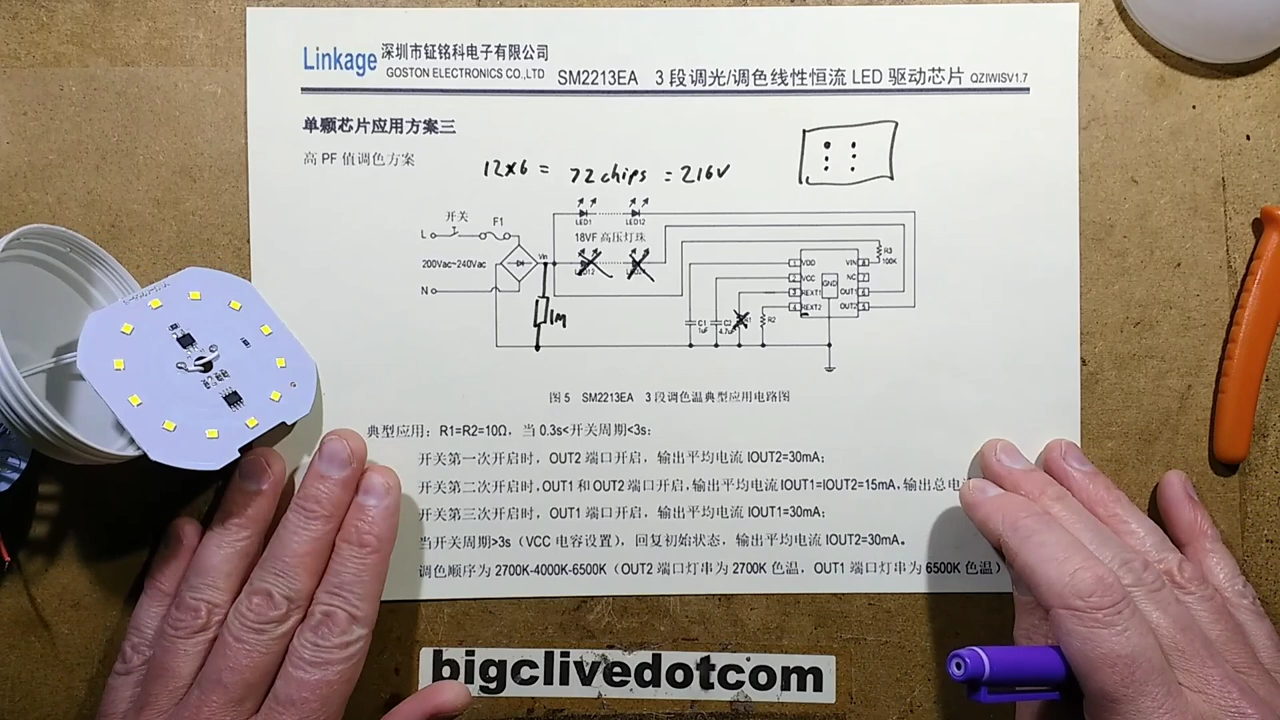 Linkage 深圳市钲铭科电子有限公司
GOSTON ELECTRONICS CO.,LTD
SM2213EA 3 段调光/调色线性恒流 LED 驱动芯片 QZIWISV1.7
单颗芯片应用方案三
高 PF 值调色方案
12x6 = 72 chips = 216V
开关
F1
L
LED1
LED12
18VF 高压灯珠
200Vac~240Vac
Vin
N
1M
C1
1uF
C2
R2
R3
100K
1 VDD
VIN 8
2 VCC
NC 7
GND
3 REXT1
OUT1 6
4 REXT2
OUT2 5
图 5 SM2213EA 3 段调色温典型应用电路图
典型应用：R1=R2=10Ω，当 0.3s<开关周期<3s：
开关第一次开启时，OUT2 端口开启，输出平均电流 IOUT2=30mA；
开关第二次开启时，OUT1 和 OUT2 端口开启，输出平均电流 IOUT1=IOUT2=15mA，输出总电
开关第三次开启时，OUT1 端口开启，输出平均电流 IOUT1=30mA；
当开关周期>3s（VCC 电容设置），回复初始状态，输出平均电流 IOUT2=30mA。
调色顺序为 2700K-4000K-6500K（OUT2 端口灯串为 2700K 色温，OUT1 端口灯串为 6500K 色温）
bigclivedotcom